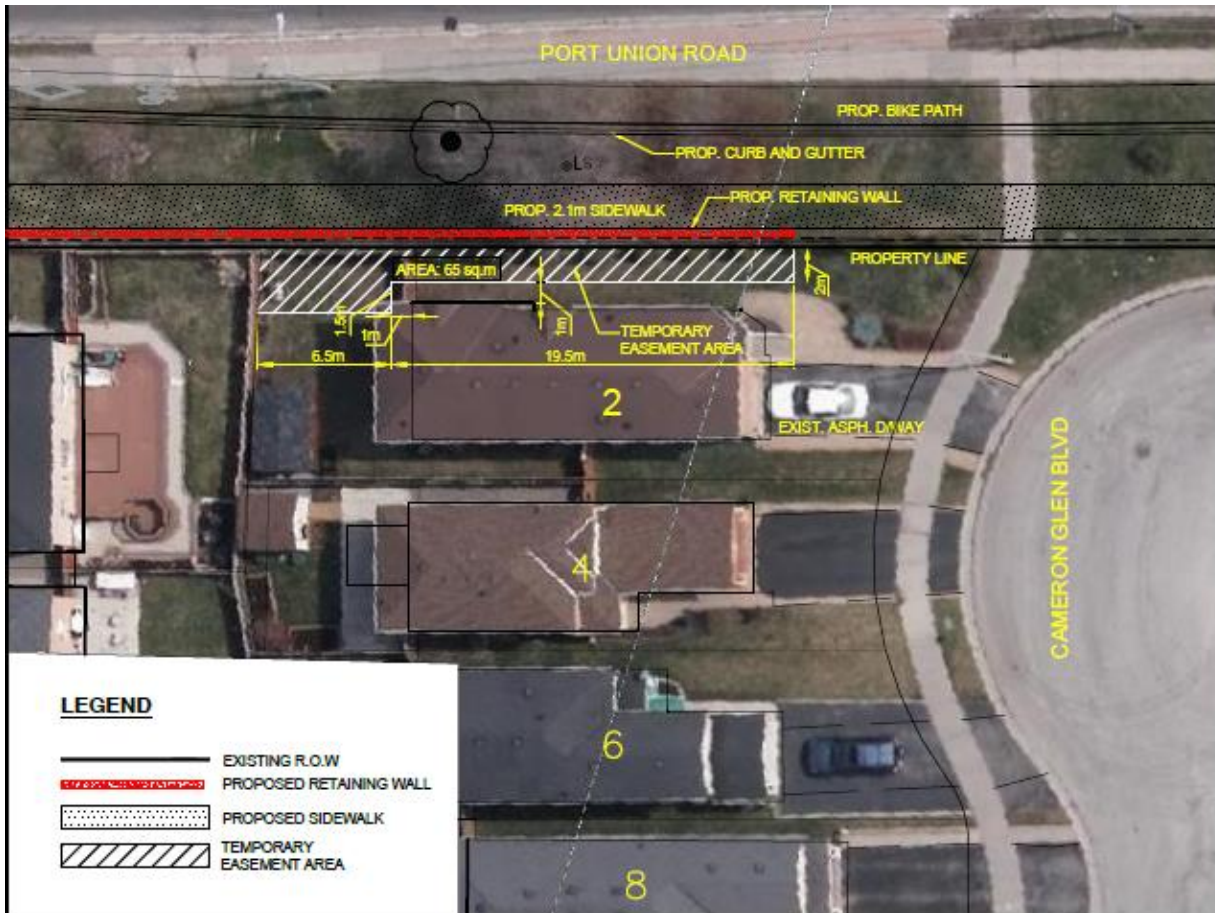 PORT UNION ROAD
PROP. BIKE PATH
PROP. CURB AND GUTTER
LS
PROP. RETAINING WALL
PROP. 2.1m SIDEWALK
PROPERTY LINE
AREA: 65 sq.m
2m
1.5m
1m
1m
TEMPORARY
EASEMENT AREA
6.5m
19.5m
2
EXIST. ASPH. D/WAY
4
CAMERON GLEN BLVD
6
8
LEGEND
EXISTING R.O.W
PROPOSED RETAINING WALL
PROPOSED SIDEWALK
TEMPORARY
EASEMENT AREA